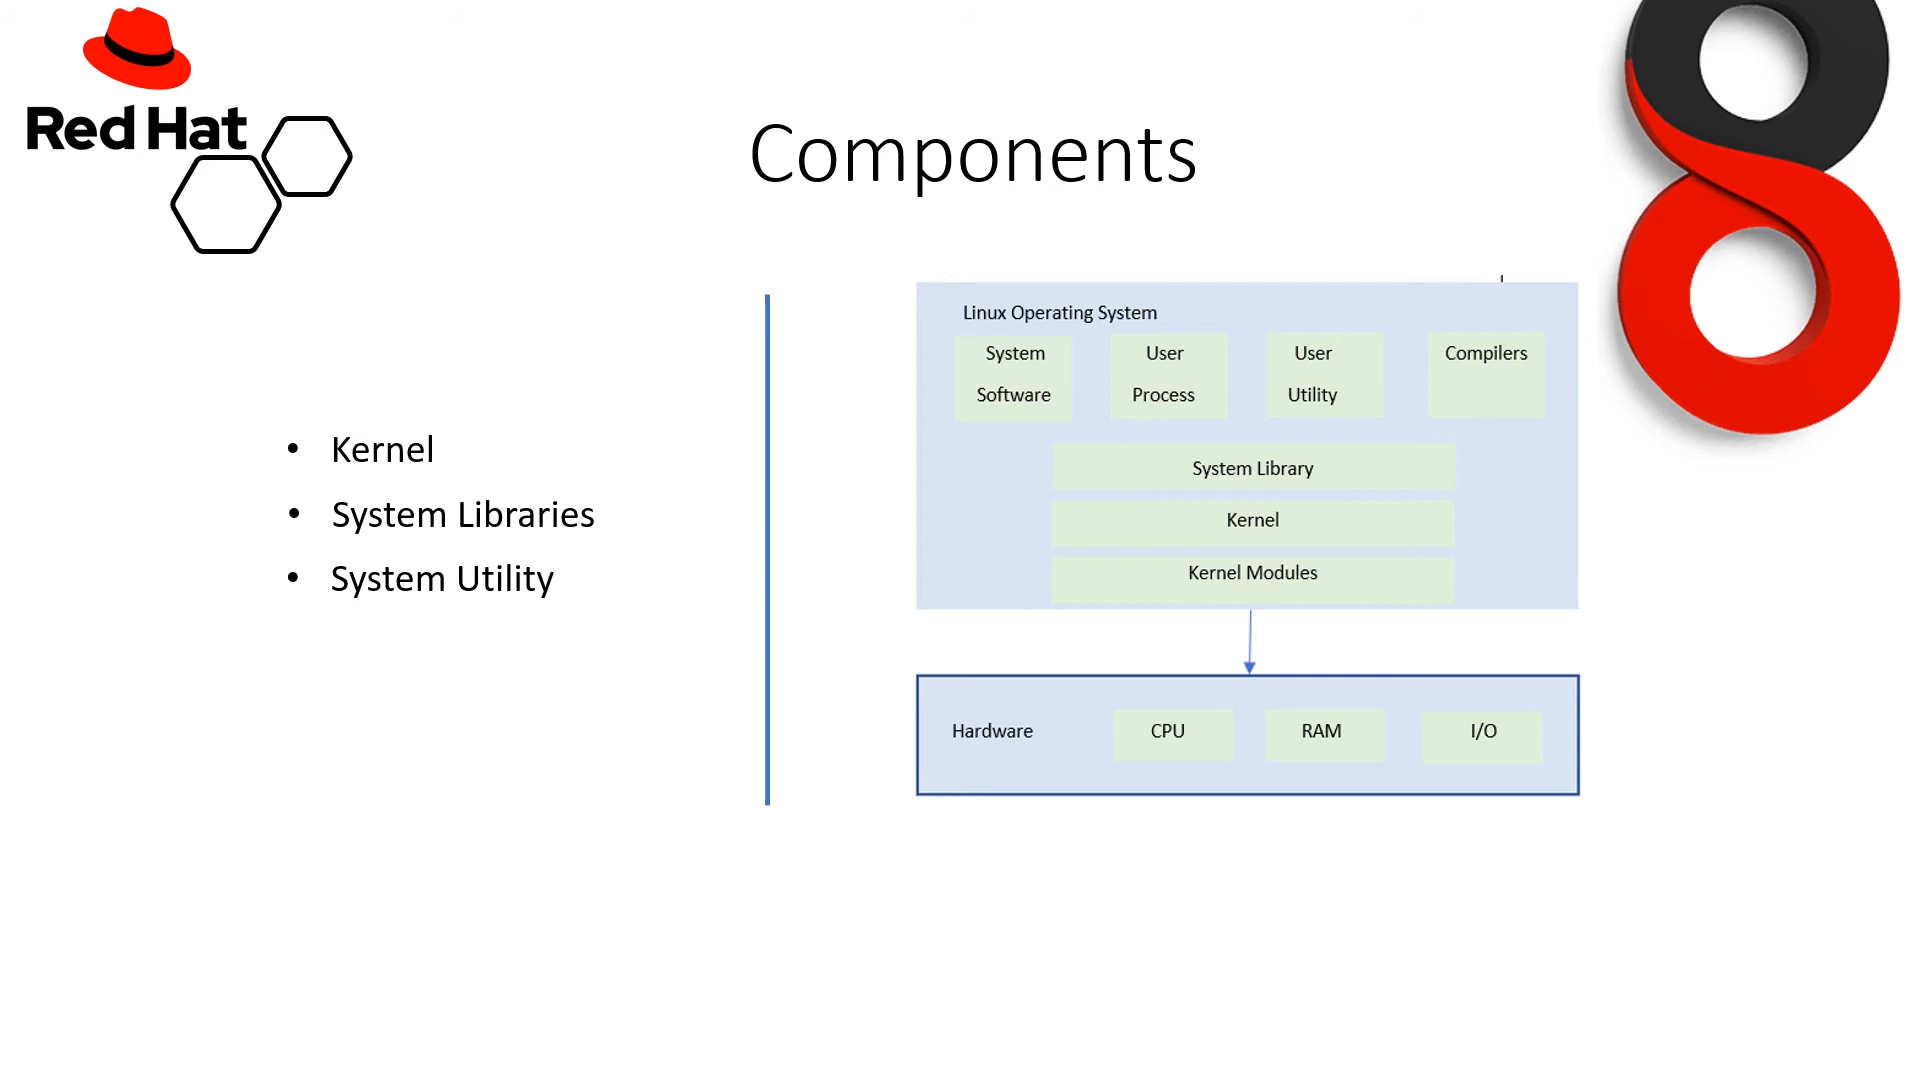 Red Hat
8
Components
• Kernel
• System Libraries
• System Utility
Linux Operating System
System
Software
User
Process
User
Utility
Compilers
System Library
Kernel
Kernel Modules
Hardware
CPU
RAM
I/O